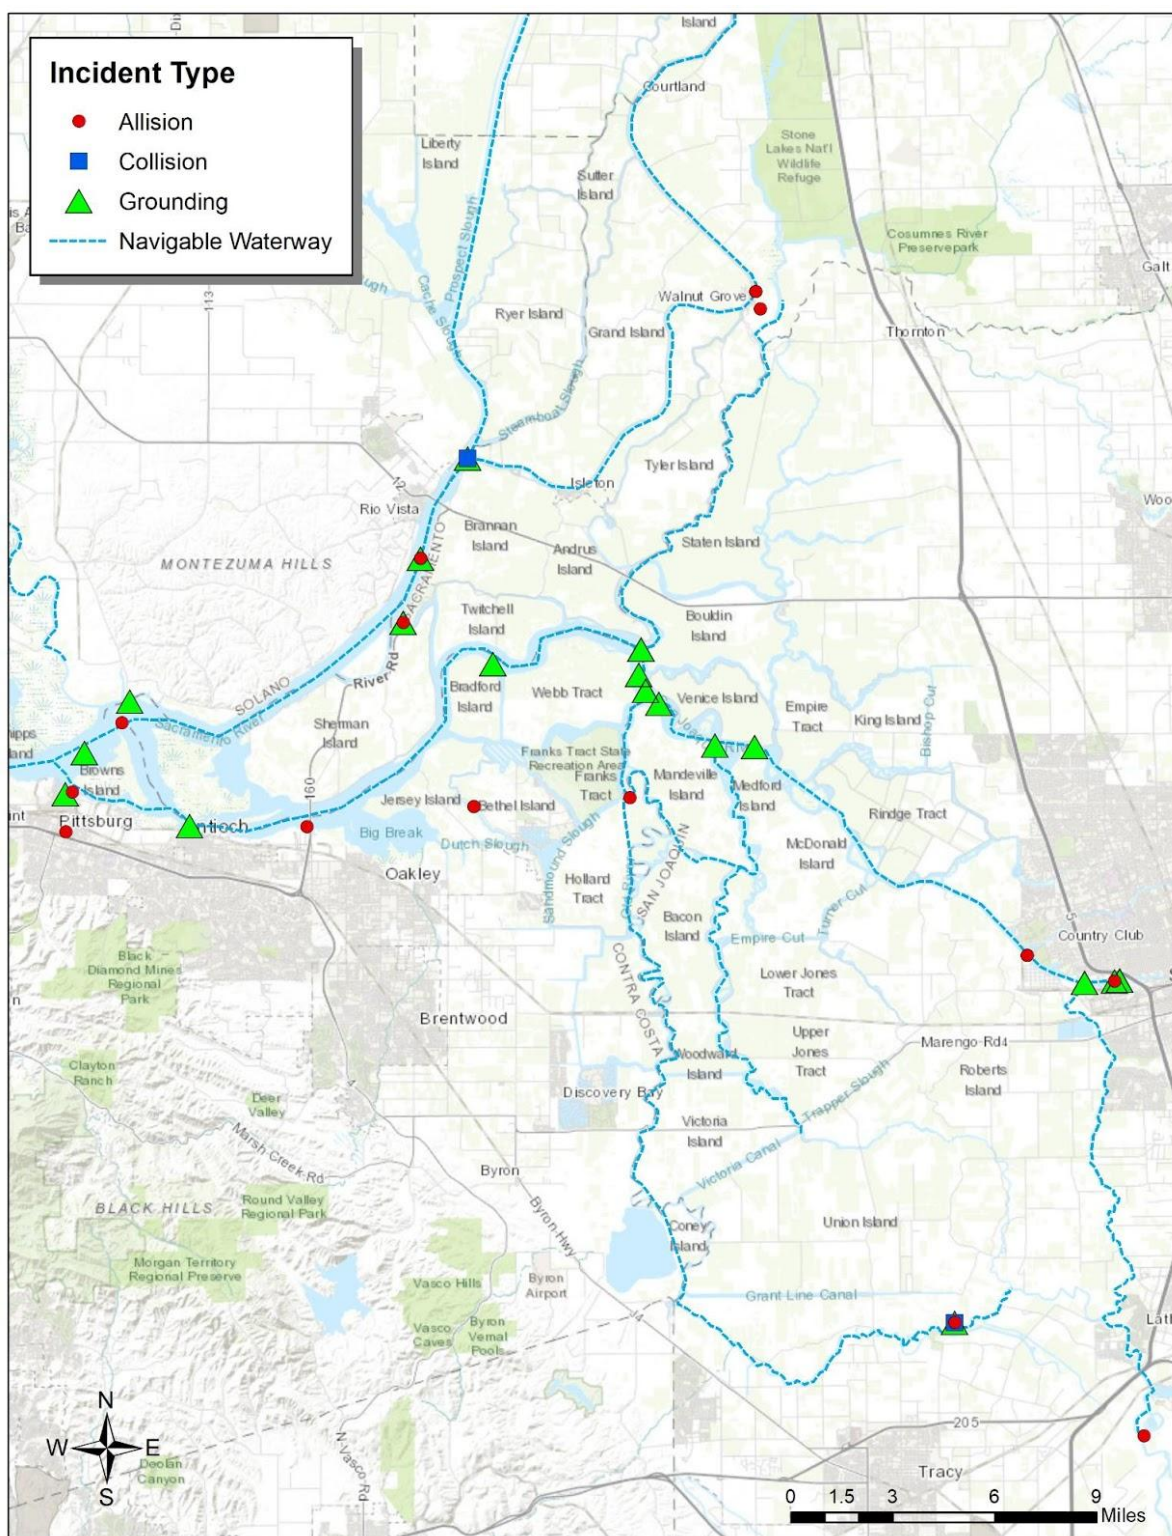 Incident Type
Allision
Collision
Grounding
Navigable Waterway
Island
Courtland
Liberty
Island
Stone
Lakes Nat'l
Wildlife
Refuge
Sutter
Island
Prospect Slough
Cache Slough
Cosumnes River
Preservepark
Galt
113
Walnut Grove
Ryer Island
Grand Island
Thornton
Steamboat Slough
Tyler Island
Isleton
12
Rio Vista
Brannan
Island
Staten Island
Andrus
Island
MONTEZUMA HILLS
SACRAMENTO
Twitchell
Island
Bouldin
Island
River Rd
SOLANO
Bradford
Island
Webb Tract
Venice Island
Empire
Tract
King Island
Bishop Cut
Sacramento River
Sherman
Island
Franks Tract State
Recreation Area
Franks
Tract
Mandeville
Island
Medford
Island
Browns
Island
160
Jersey Island
Bethel Island
Rindge Tract
Pittsburg
Big Break
Dutch Slough
McDonald
Island
Oakley
Sandmound Slough
Holland
Tract
Old River
SAN JOAQUIN
Turner Cut
Bacon
Island
Empire Cut
5
Country Club
Black
Diamond Mines
Regional
Park
CONTRA COSTA
Lower Jones
Tract
Brentwood
Upper
Jones
Tract
Marengo Rd4
Roberts
Island
Woodward
Island
Clayton
Ranch
4
Discovery Bay
Trapper Slough
Deer
Valley
Victoria
Island
Marsh Creek Rd
Victoria Canal
Byron
BLACK HILLS
Round Valley
Regional Park
Byron Hwy
Coney
Island
Union Island
Morgan Territory
Regional Preserve
Vasco Hills
Byron
Airport
Grant Line Canal
Vasco
Caves
Byron
Vernal
Pools
N
W
E
S
N Vasco Rd
Deolan
Canyon
205
Tracy
0
1.5
3
6
9
Miles